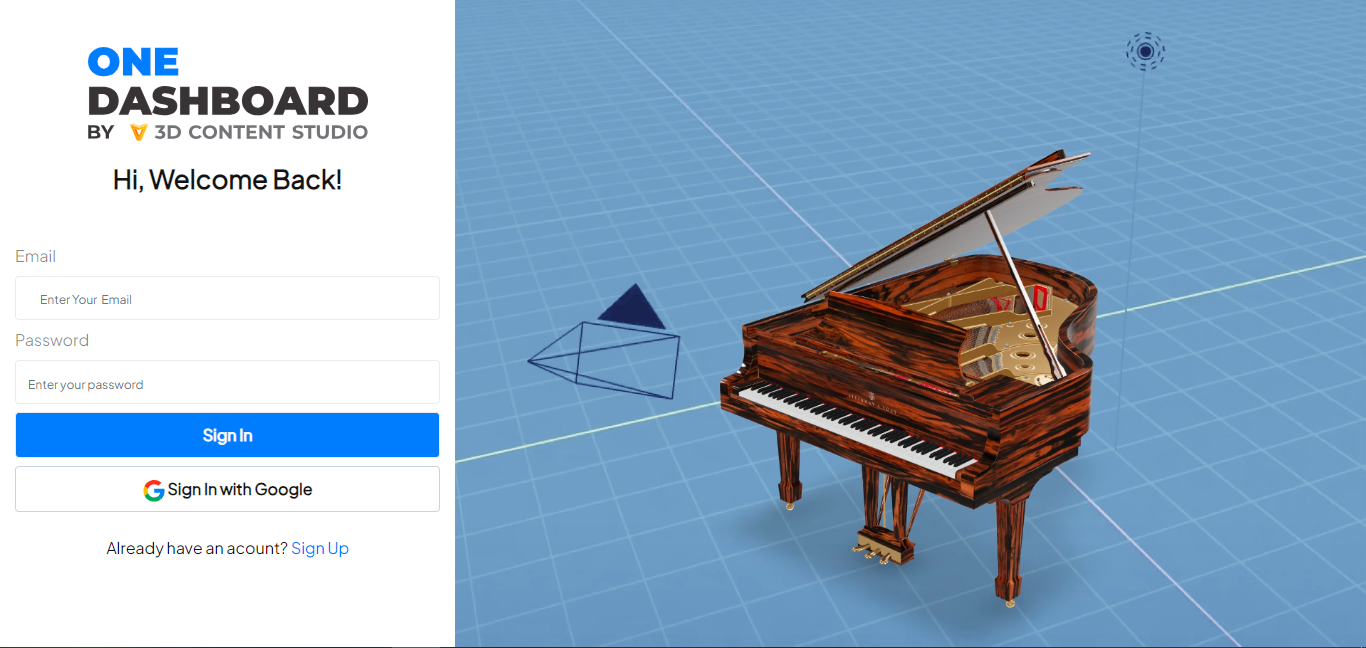 ONE
DASHBOARD
BY 3D CONTENT STUDIO
Hi, Welcome Back!
Email
Enter Your Email
Password
Enter your password
Sign In
Sign In with Google
Already have an acount? Sign Up